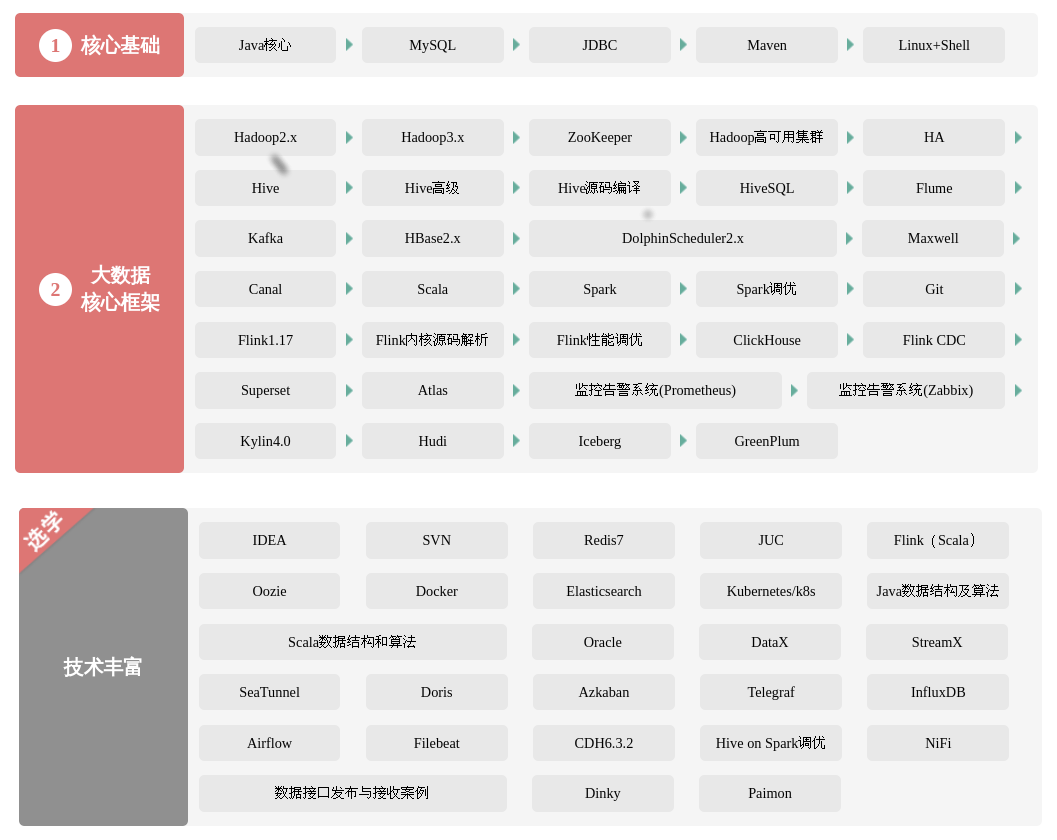 1 核心基础
Java核心 MySQL JDBC Maven Linux+Shell
Hadoop2.x Hadoop3.x ZooKeeper Hadoop高可用集群 HA
Hive Hive高级 Hive源码编译 HiveSQL Flume
Kafka HBase2.x DolphinScheduler2.x Maxwell
2 大数据
核心框架
Canal Scala Spark Spark调优 Git
Flink1.17 Flink内核源码解析 Flink性能调优 ClickHouse Flink CDC
Superset Atlas 监控告警系统(Prometheus) 监控告警系统(Zabbix)
Kylin4.0 Hudi Iceberg GreenPlum
选学
技术丰富
IDEA SVN Redis7 JUC Flink（Scala）
Oozie Docker Elasticsearch Kubernetes/k8s Java数据结构及算法
Scala数据结构和算法 Oracle DataX StreamX
SeaTunnel Doris Azkaban Telegraf InfluxDB
Airflow Filebeat CDH6.3.2 Hive on Spark调优 NiFi
数据接口发布与接收案例 Dinky Paimon